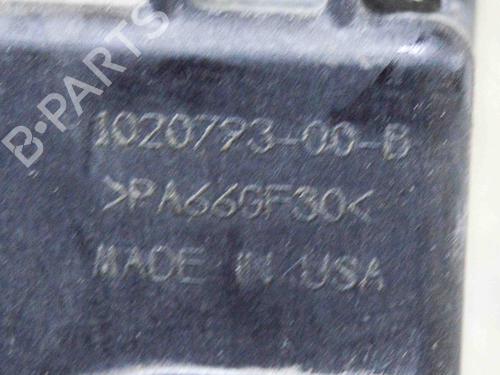 B-PARTS
1020793-00-B
>PA66GF30<
MADE IN USA